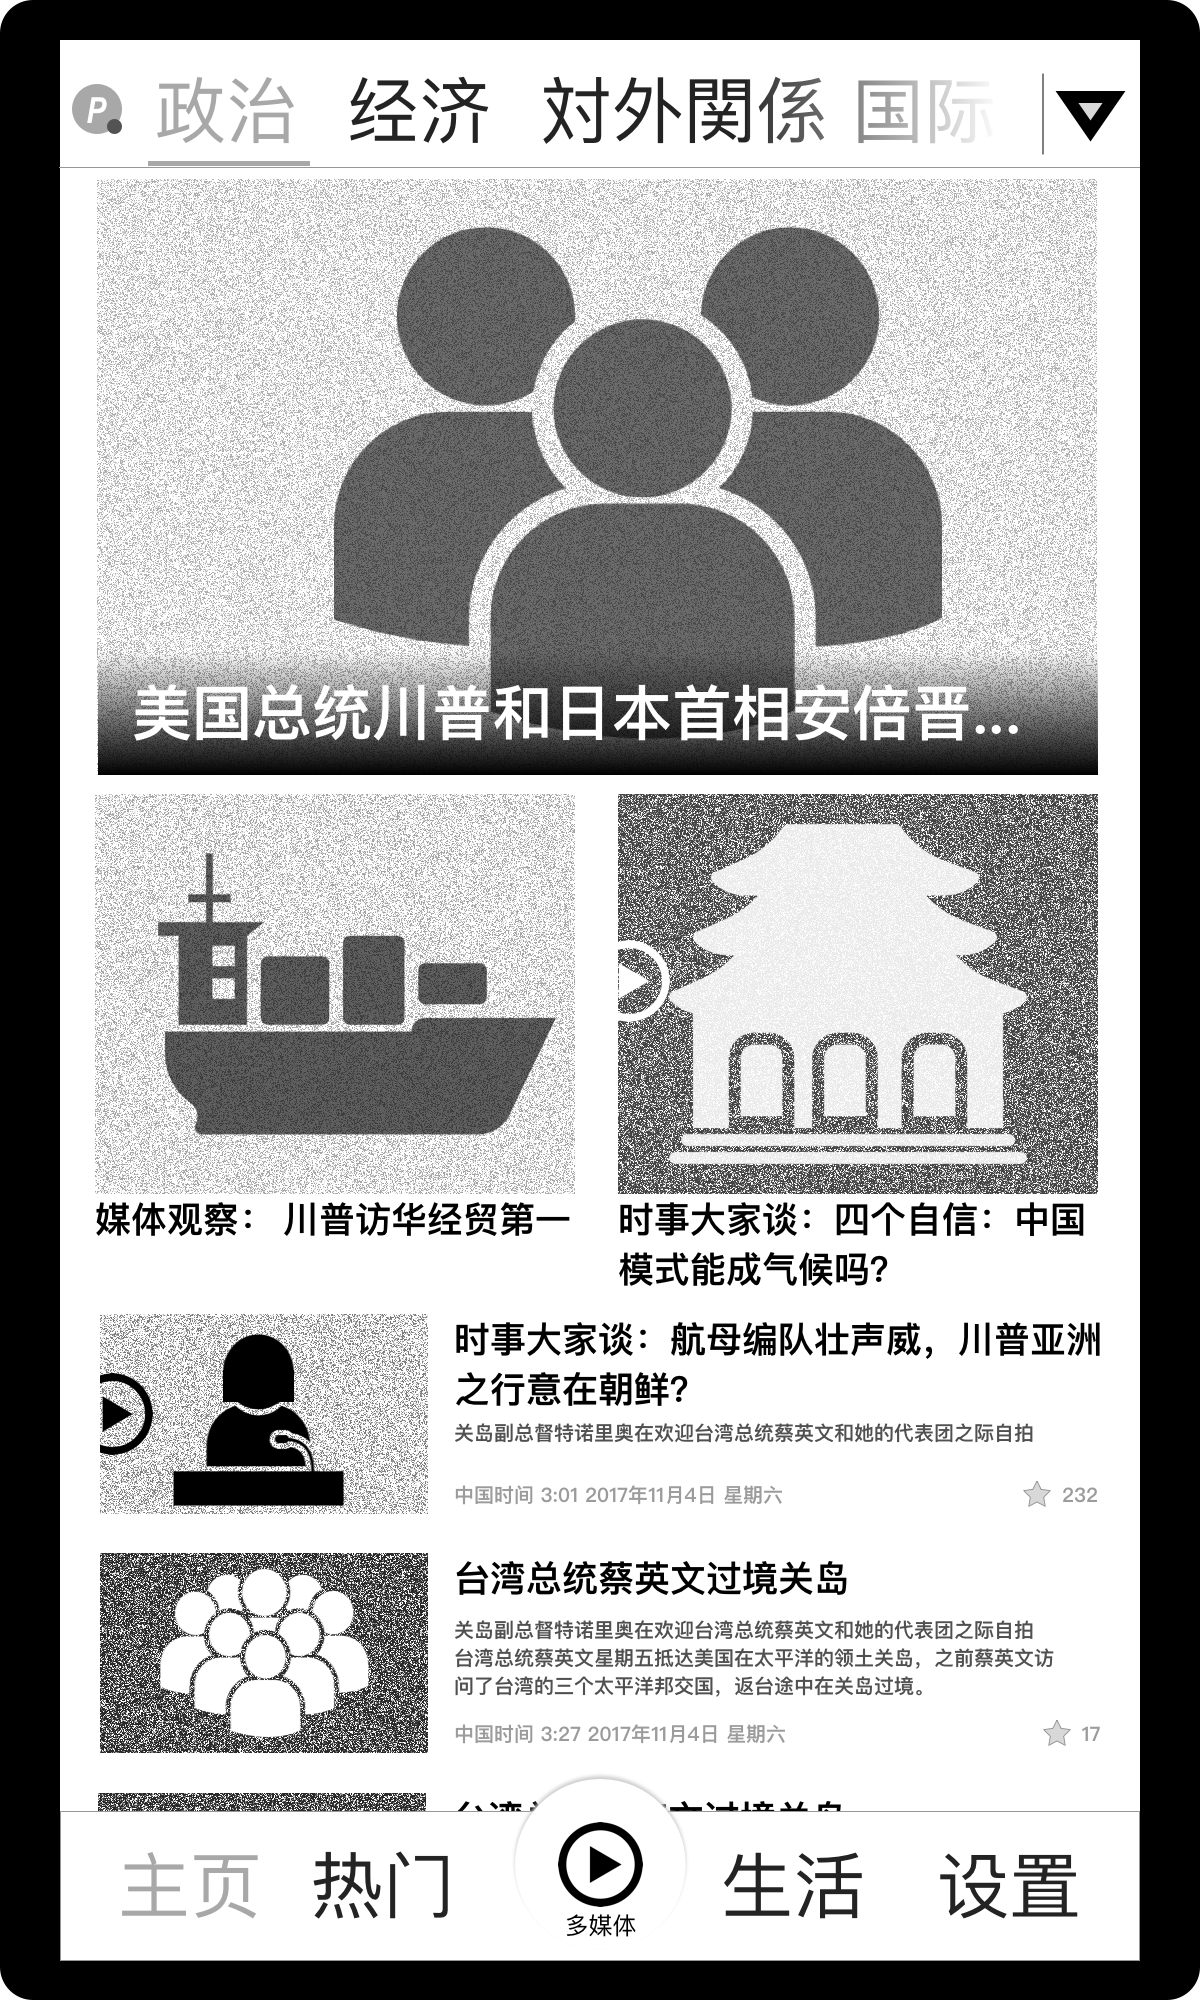 P 政治 经济 对外関係 国际
美国总统川普和日本首相安倍晋...
媒体观察： 川普访华经贸第一
时事大家谈：四个自信：中国
模式能成气候吗?
时事大家谈：航母编队壮声威，川普亚洲
之行意在朝鲜?
关岛副总督特诺里奥在欢迎台湾总统蔡英文和她的代表团之际自拍
中国时间 3:01 2017年11月4日 星期六 232
台湾总统蔡英文过境关岛
关岛副总督特诺里奥在欢迎台湾总统蔡英文和她的代表团之际自拍
台湾总统蔡英文星期五抵达美国在太平洋的领土关岛，之前蔡英文访
问了台湾的三个太平洋邦交国，返台途中在关岛过境。
中国时间 3:27 2017年11月4日 星期六 17
主页 热门 多媒体 生活 设置